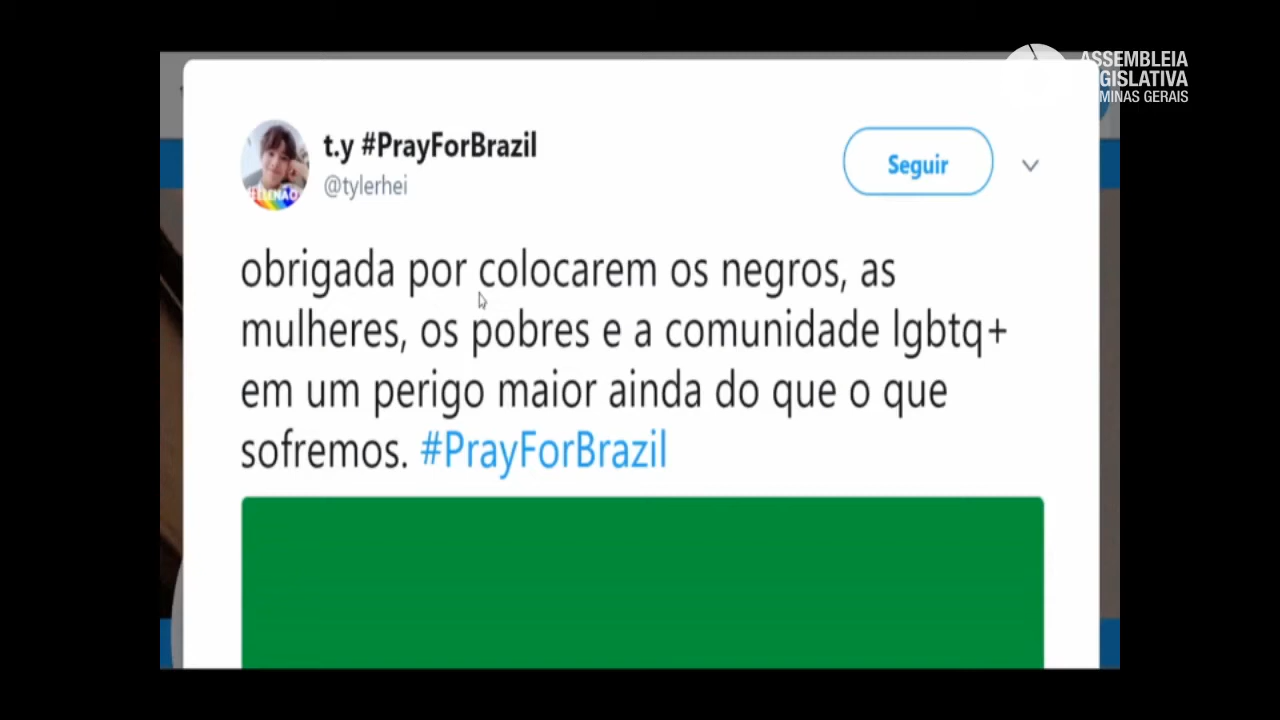 ASSEMBLEIA
LEGISLATIVA
MINAS GERAIS
t.y #PrayForBrazil
@tylerhei
Seguir
#ELENÃO
obrigada por colocarem os negros, as
mulheres, os pobres e a comunidade lgbtq+
em um perigo maior ainda do que o que
sofremos. #PrayForBrazil